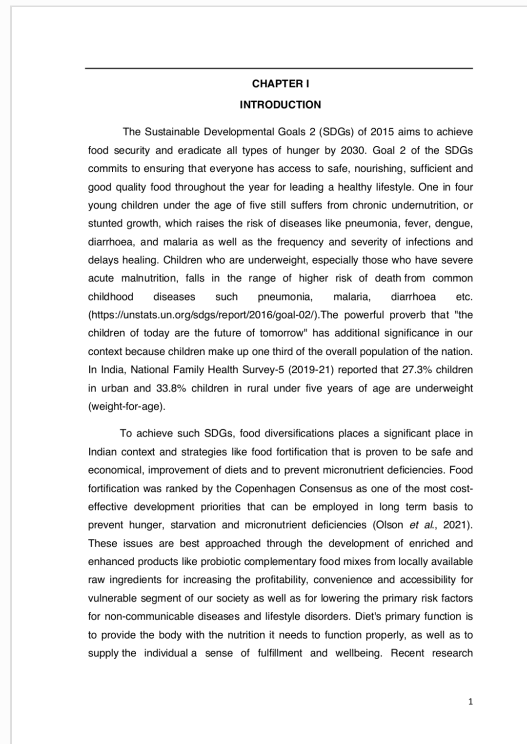 CHAPTER I
INTRODUCTION
The Sustainable Developmental Goals 2 (SDGs) of 2015 aims to achieve
food security and eradicate all types of hunger by 2030. Goal 2 of the SDGs
commits to ensuring that everyone has access to safe, nourishing, sufficient and
good quality food throughout the year for leading a healthy lifestyle. One in four
young children under the age of five still suffers from chronic undernutrition, or
stunted growth, which raises the risk of diseases like pneumonia, fever, dengue,
diarrhoea, and malaria as well as the frequency and severity of infections and
delays healing. Children who are underweight, especially those who have severe
acute malnutrition, falls in the range of higher risk of death from common
childhood diseases such pneumonia, malaria, diarrhoea etc.
(https://unstats.un.org/sdgs/report/2016/goal-02/).The powerful proverb that "the
children of today are the future of tomorrow" has additional significance in our
context because children make up one third of the overall population of the nation.
In India, National Family Health Survey-5 (2019-21) reported that 27.3% children
in urban and 33.8% children in rural under five years of age are underweight
(weight-for-age).
To achieve such SDGs, food diversifications places a significant place in
Indian context and strategies like food fortification that is proven to be safe and
economical, improvement of diets and to prevent micronutrient deficiencies. Food
fortification was ranked by the Copenhagen Consensus as one of the most cost-
effective development priorities that can be employed in long term basis to
prevent hunger, starvation and micronutrient deficiencies (Olson et al., 2021).
These issues are best approached through the development of enriched and
enhanced products like probiotic complementary food mixes from locally available
raw ingredients for increasing the profitability, convenience and accessibility for
vulnerable segment of our society as well as for lowering the primary risk factors
for non-communicable diseases and lifestyle disorders. Diet's primary function is
to provide the body with the nutrition it needs to function properly, as well as to
supply the individual a sense of fulfillment and wellbeing. Recent research
1